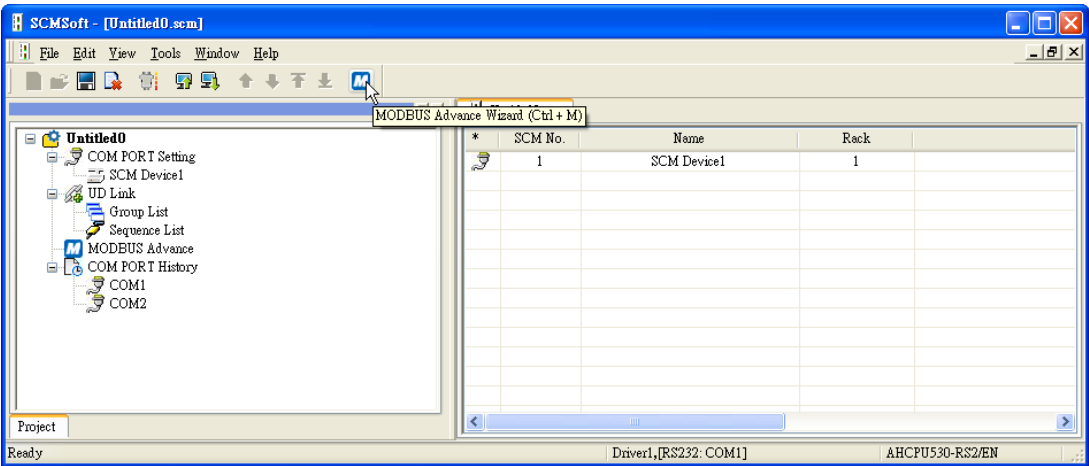 SCMSoft - [Untitled0.scm]
File Edit View Tools Window Help
MODBUS Advance Wizard (Ctrl + M)
Untitled0
COM PORT Setting
SCM Device1
UD Link
Group List
Sequence List
MODBUS Advance
COM PORT History
COM1
COM2
Project
* SCM No. Name Rack
1 SCM Device1 1
Ready Driver1,[RS232: COM1] AHCPU530-RS2/EN